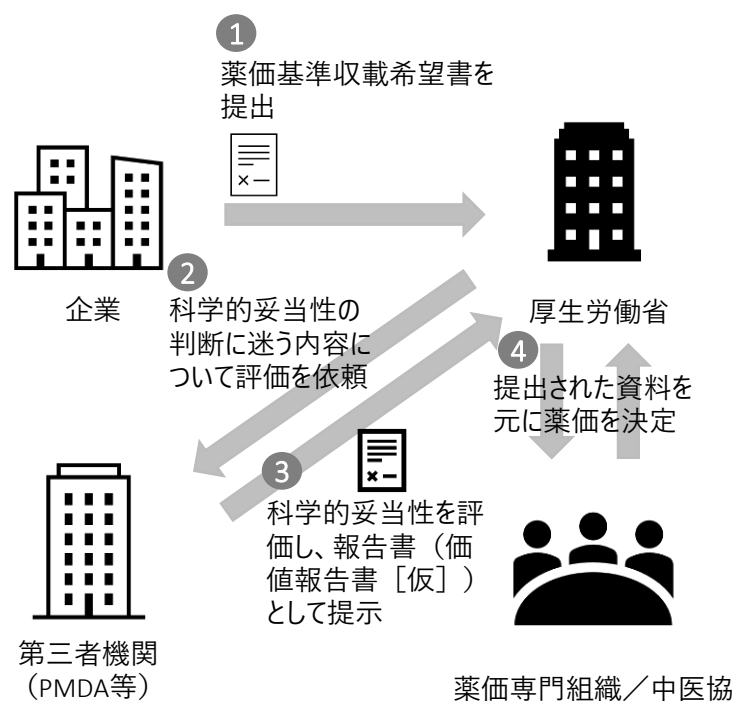 1
薬価基準収載希望書を
提出
企業
厚生労働省
2
科学的妥当性の
判断に迷う内容に
ついて評価を依頼
4
提出された資料を
元に薬価を決定
3
科学的妥当性を評
価し、報告書（価
値報告書［仮］）
として提示
第三者機関
（PMDA等）
薬価専門組織／中医協